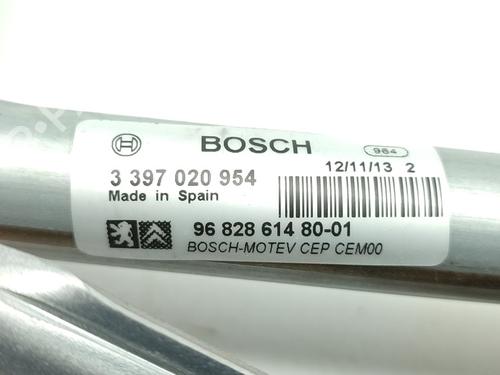 BOSCH
964
3 397 020 954
12/11/13 2
Made in Spain
96 828 614 80-01
BOSCH-MOTEV CEP CEM00